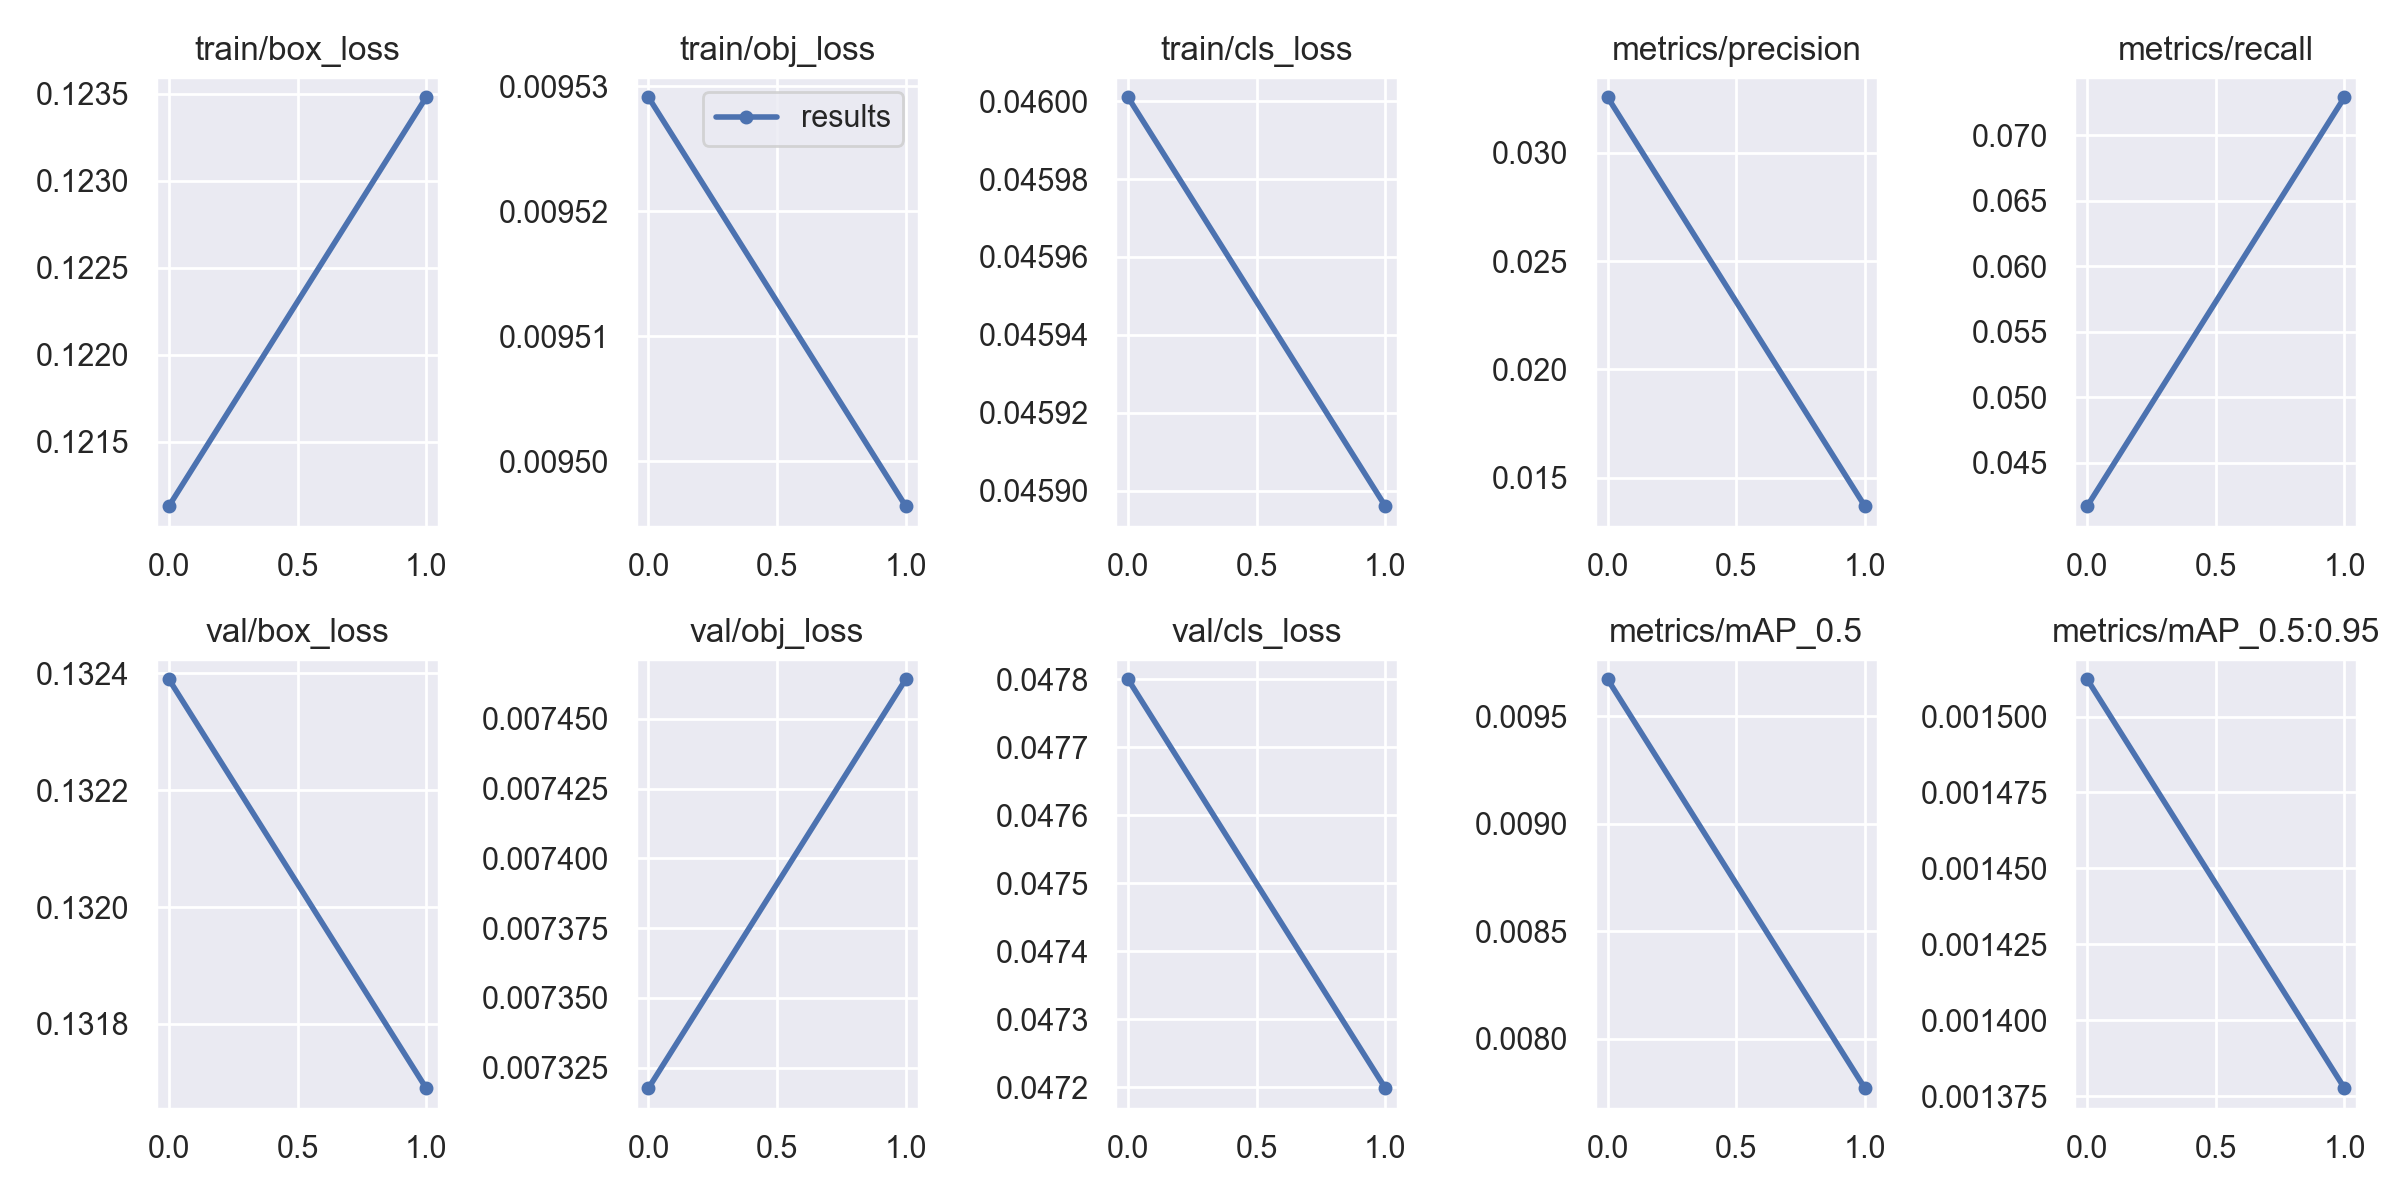 train/box_loss
0.1235
0.1230
0.1225
0.1220
0.1215
0.0 0.5 1.0
train/obj_loss
results
0.009953
0.009952
0.009951
0.009950
0.0 0.5 1.0
train/cls_loss
0.04600
0.04598
0.04596
0.04594
0.04592
0.04590
0.0 0.5 1.0
metrics/precision
0.030
0.025
0.020
0.015
0.0 0.5 1.0
metrics/recall
0.070
0.065
0.060
0.055
0.050
0.045
0.0 0.5 1.0
val/box_loss
0.1324
0.1322
0.1320
0.1318
0.0 0.5 1.0
val/obj_loss
0.007450
0.007425
0.007400
0.007375
0.007350
0.007325
0.0 0.5 1.0
val/cls_loss
0.0478
0.0477
0.0476
0.0475
0.0474
0.0473
0.0472
0.0 0.5 1.0
metrics/mAP_0.5
0.0095
0.0090
0.0085
0.0080
0.0 0.5 1.0
metrics/mAP_0.5:0.95
0.001500
0.001475
0.001450
0.001425
0.001400
0.001375
0.0 0.5 1.0